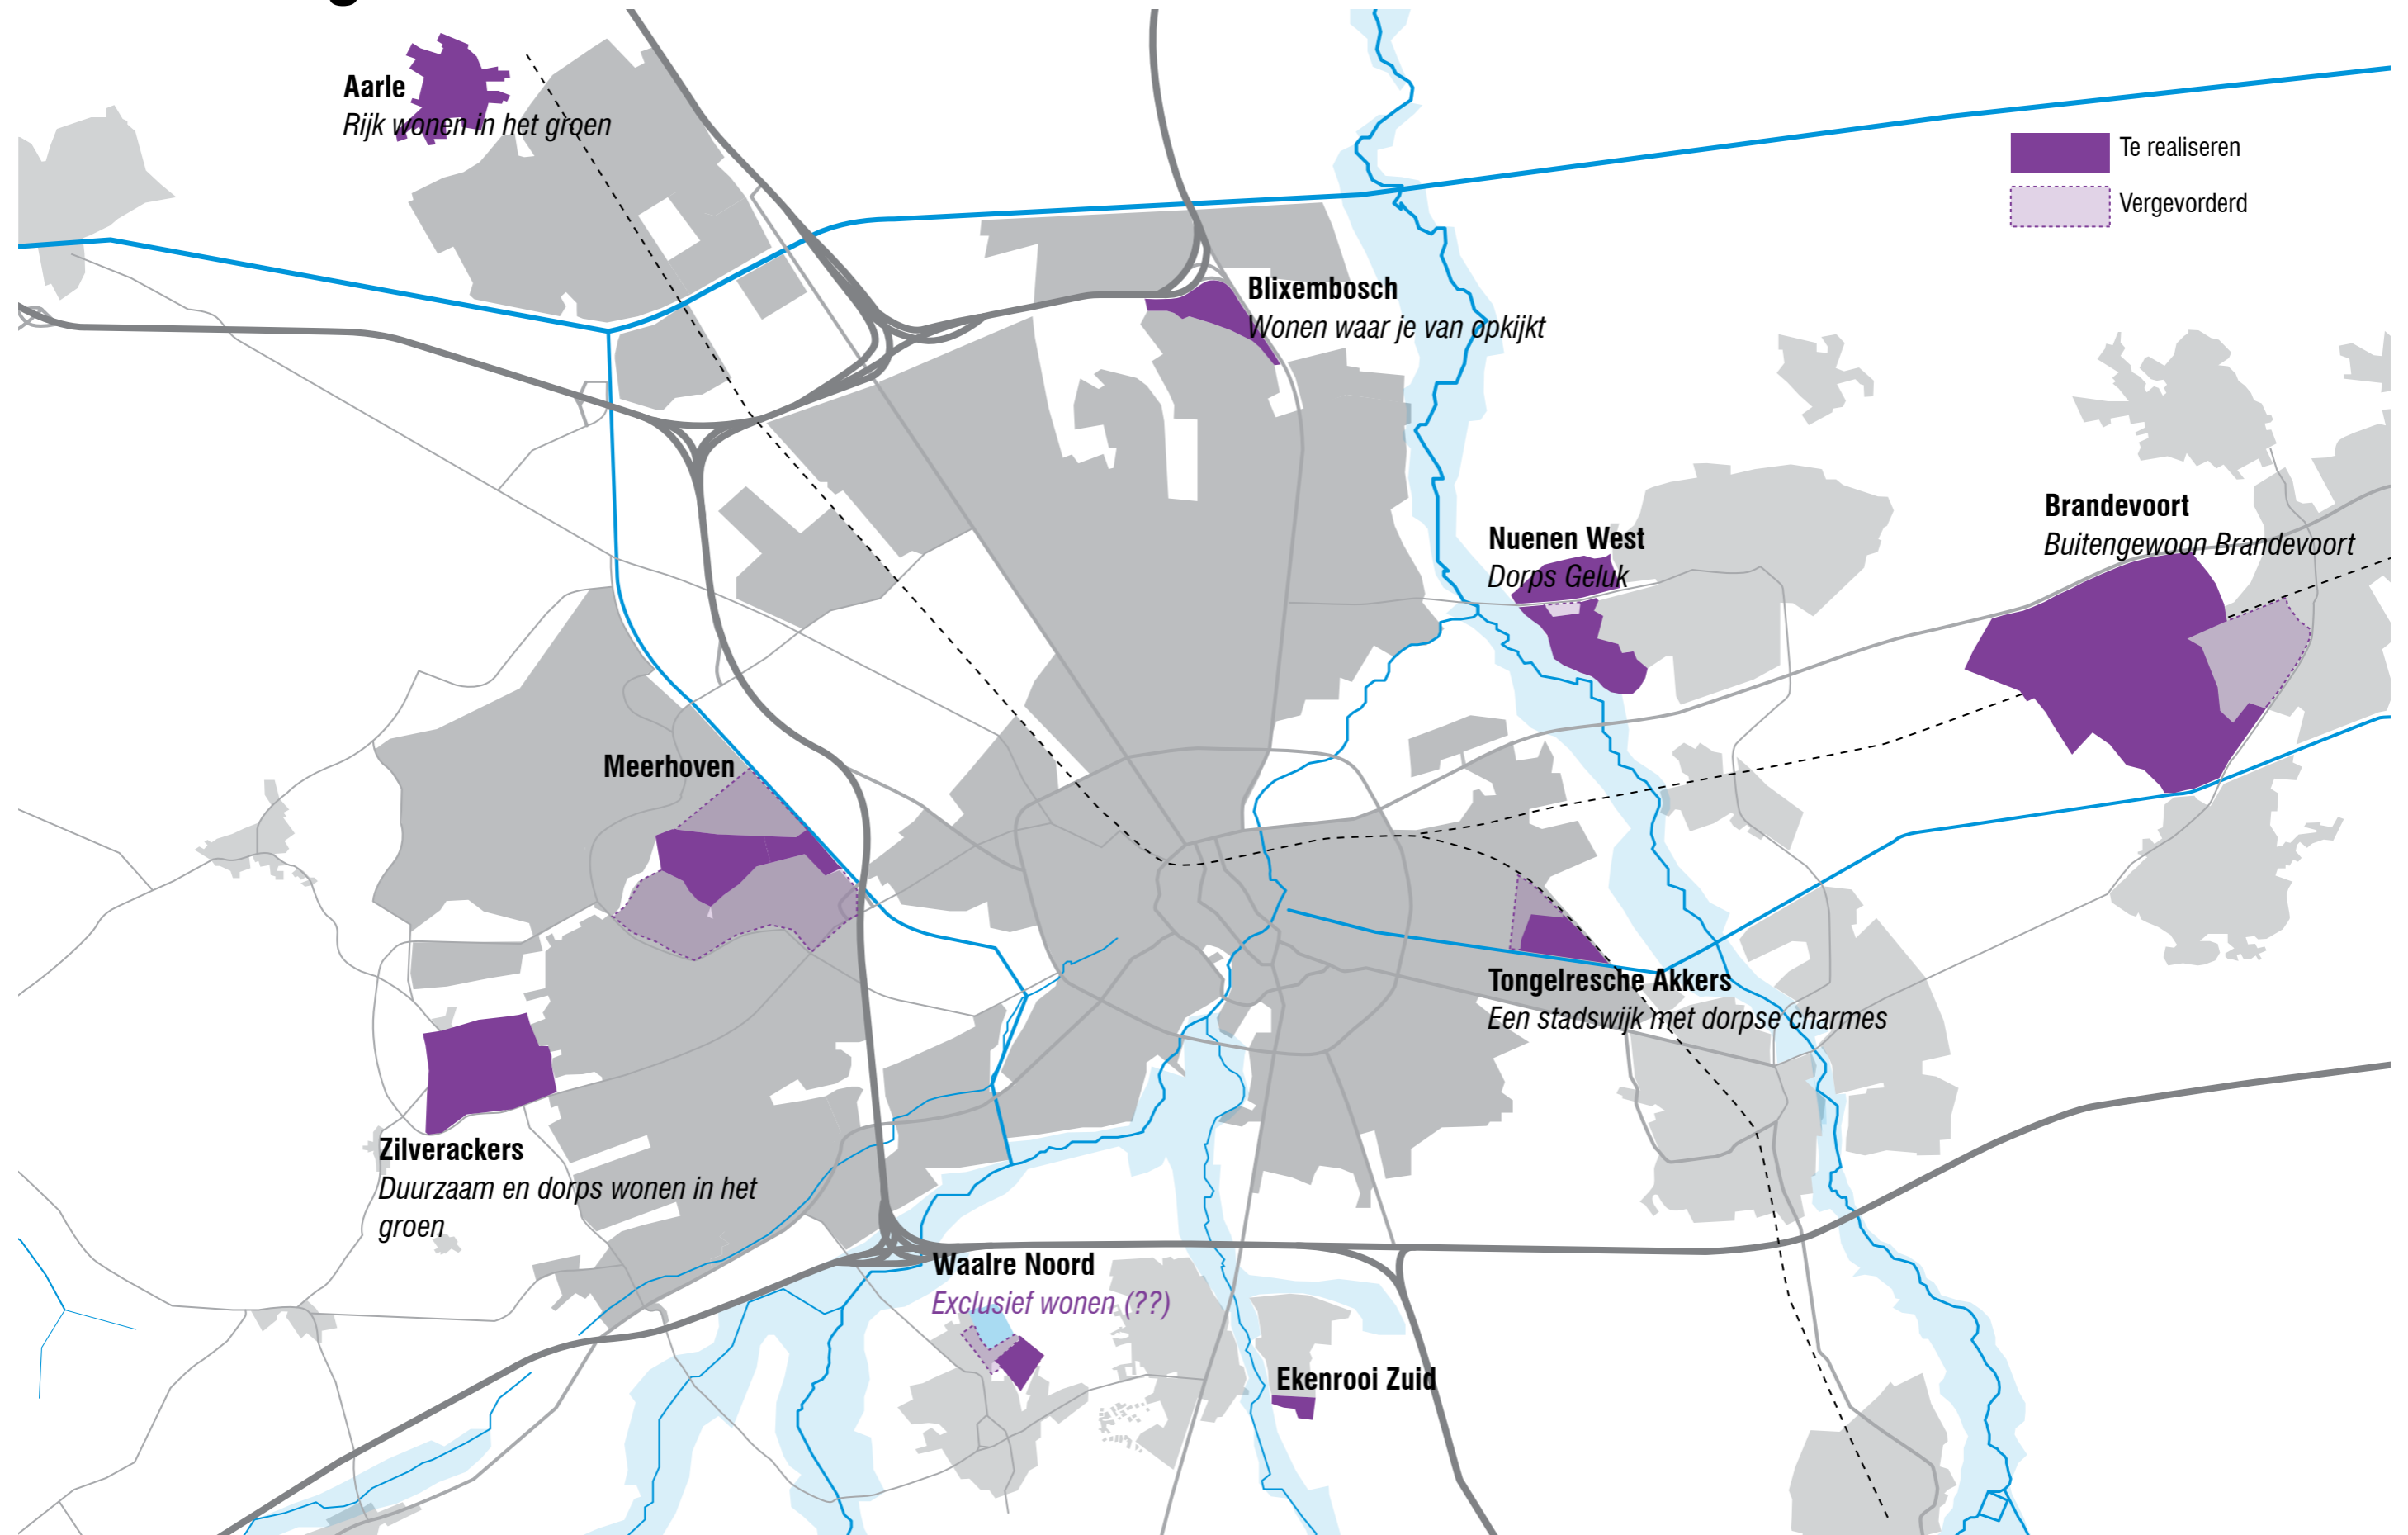 Aarle
Rijk wonen in het groen
Te realiseren
Vergevorderd
Blixembosch
Wonen waar je van opkijkt
Brandevoort
Buitengewoon Brandevoort
Nuenen West
Dorps Geluk
Meerhoven
Tongelresche Akkers
Een stadswijk met dorpse charmes
Zilverackers
Duurzaam en dorps wonen in het
groen
Waalre Noord
Exclusief wonen (??)
Ekenrooi Zuid